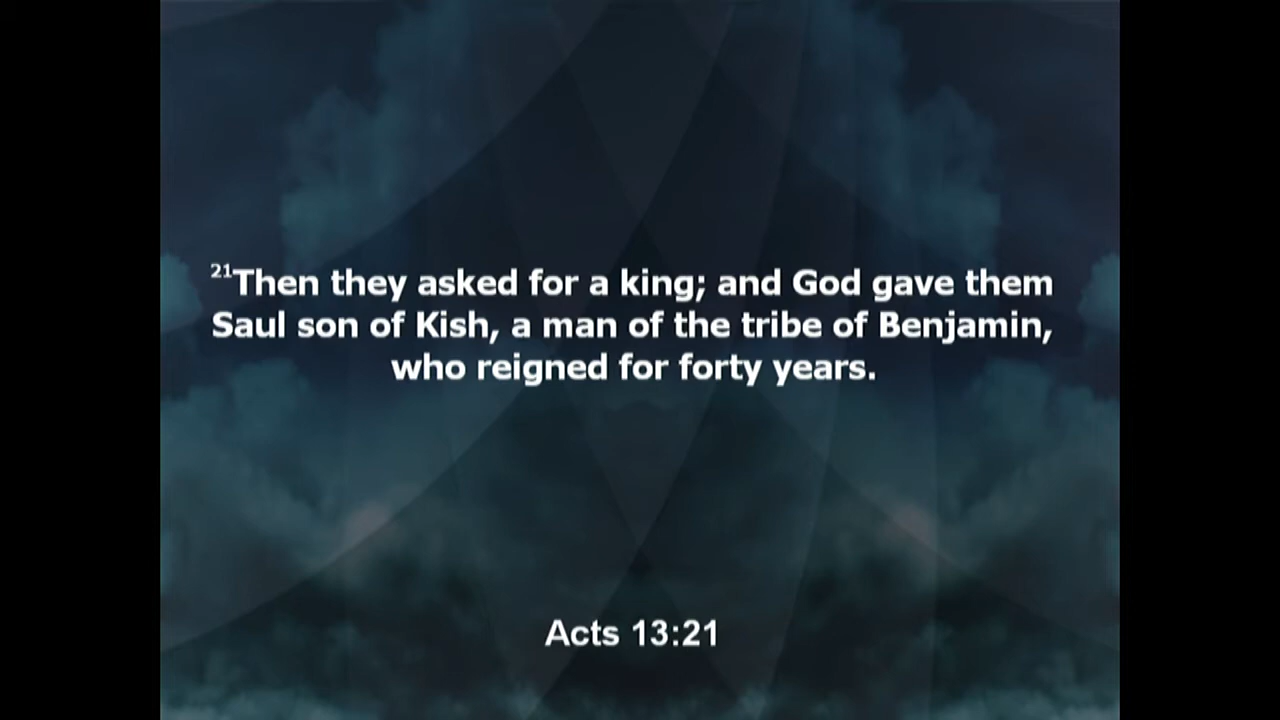 21Then they asked for a king; and God gave them
Saul son of Kish, a man of the tribe of Benjamin,
who reigned for forty years.
Acts 13:21